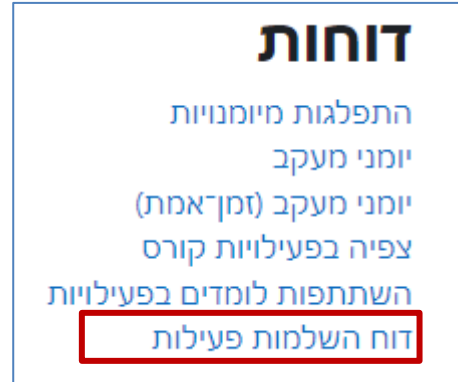 דוחות
התפלגות מיומנויות
יומני מעקב
יומני מעקב (זמן־אמת)
צפיה בפעילויות קורס
השתתפות לומדים בפעילויות
דוח השלמות פעילות